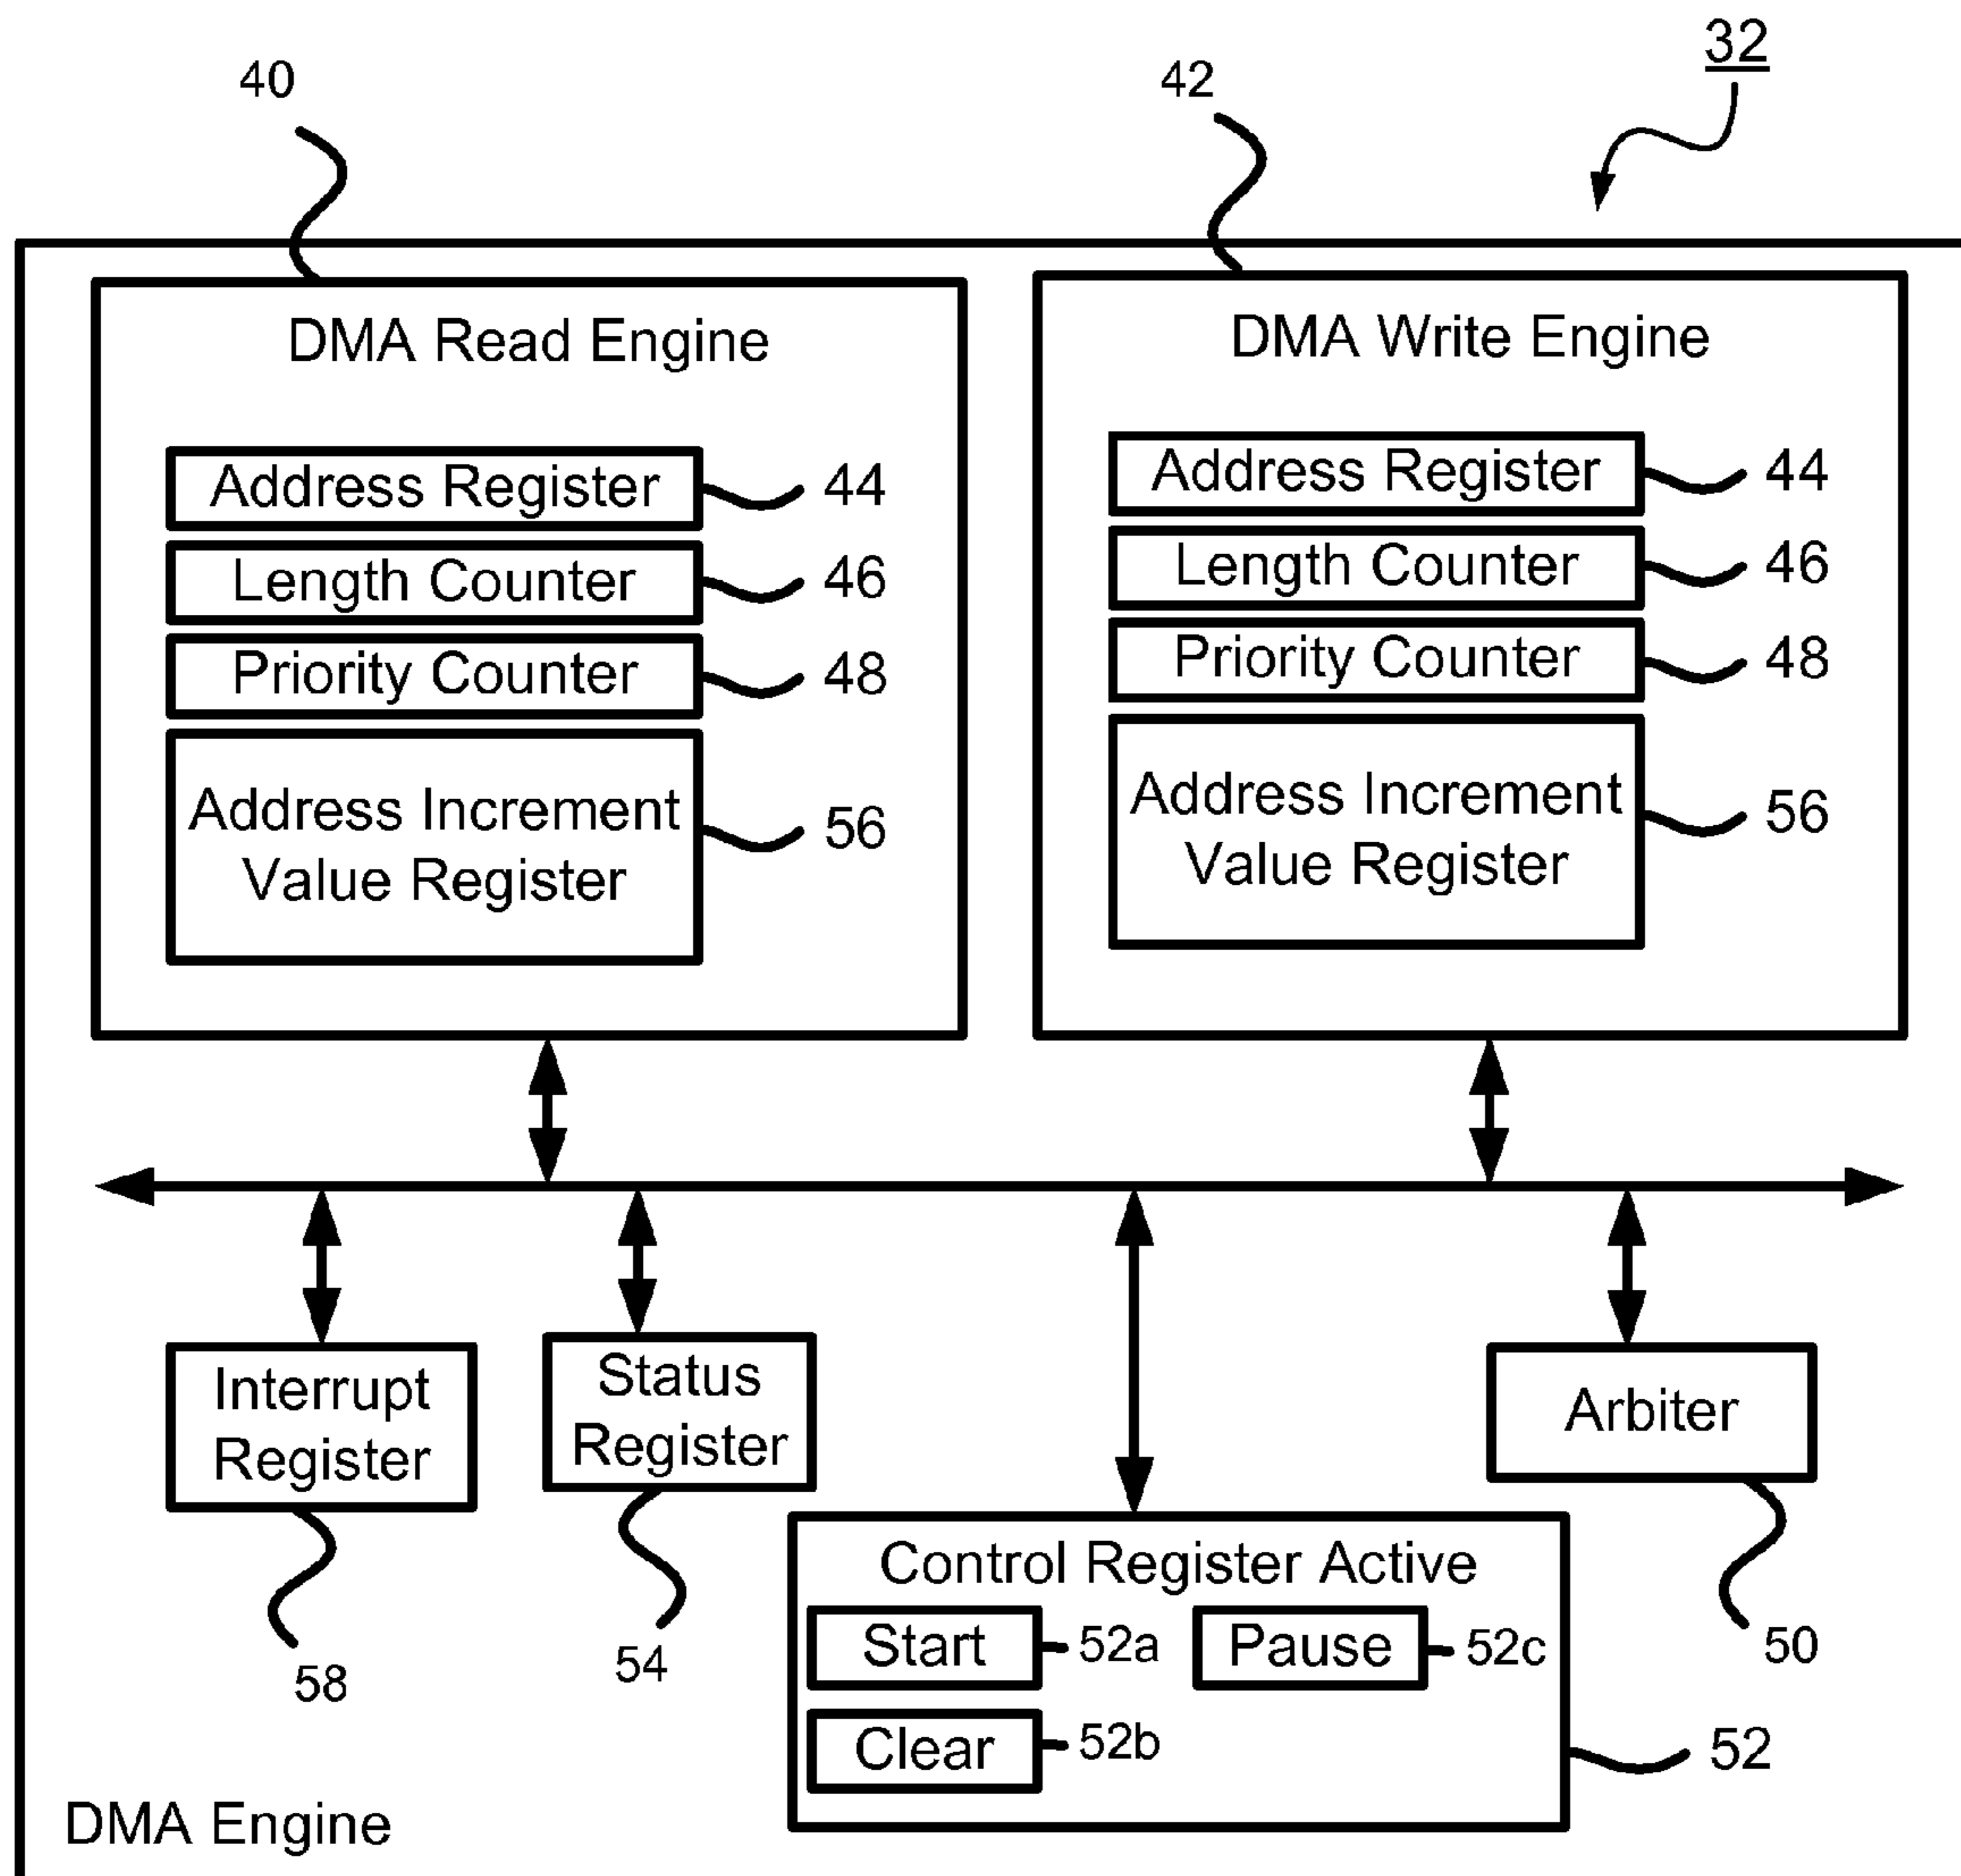 32
40
42
DMA Read Engine
Address Register
44
Length Counter
46
Priority Counter
48
Address Increment
Value Register
56
DMA Write Engine
Address Register
44
Length Counter
46
Priority Counter
48
Address Increment
Value Register
56
Interrupt
Register
58
Status
Register
54
Control Register Active
Start
52a
Pause
52c
Clear
52b
52
Arbiter
50
DMA Engine